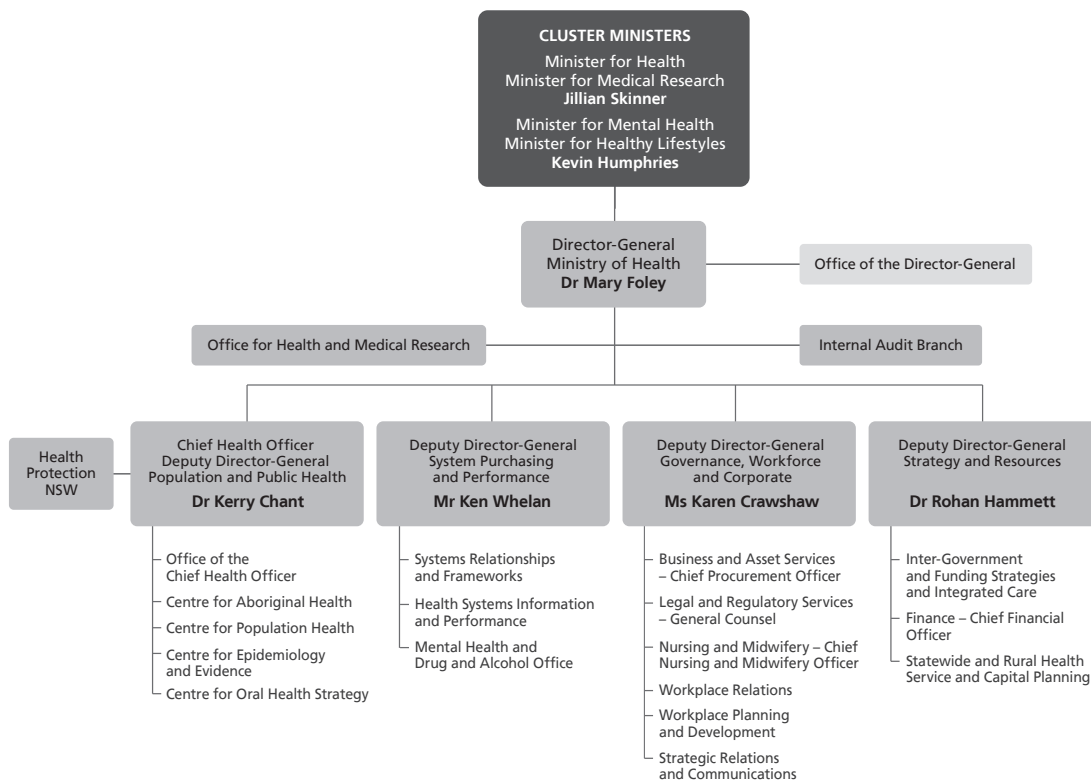 CLUSTER MINISTERS
Minister for Health
Minister for Medical Research
Jillian Skinner
Minister for Mental Health
Minister for Healthy Lifestyles
Kevin Humphries
Director-General
Ministry of Health
Dr Mary Foley
Office of the Director-General
Office for Health and Medical Research
Internal Audit Branch
Health
Protection
NSW
Chief Health Officer
Deputy Director-General
Population and Public Health
Dr Kerry Chant
Office of the
Chief Health Officer
Centre for Aboriginal Health
Centre for Population Health
Centre for Epidemiology
and Evidence
Centre for Oral Health Strategy
Deputy Director-General
System Purchasing
and Performance
Mr Ken Whelan
Systems Relationships
and Frameworks
Health Systems Information
and Performance
Mental Health and
Drug and Alcohol Office
Deputy Director-General
Governance, Workforce
and Corporate
Ms Karen Crawshaw
Business and Asset Services
– Chief Procurement Officer
Legal and Regulatory Services
– General Counsel
Nursing and Midwifery – Chief
Nursing and Midwifery Officer
Workplace Relations
Workplace Planning
and Development
Strategic Relations
and Communications
Deputy Director-General
Strategy and Resources
Dr Rohan Hammett
Inter-Government
and Funding Strategies
and Integrated Care
Finance – Chief Financial
Officer
Statewide and Rural Health
Service and Capital Planning